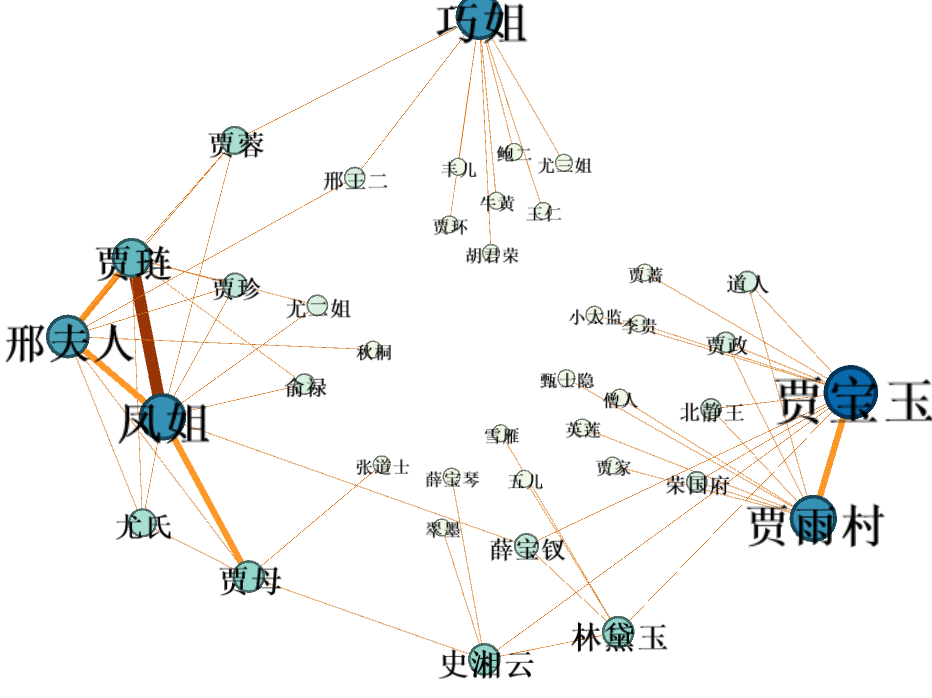 巧姐
贾蓉
鲍二
尤三姐
丰儿
邢王二
牛黄
王仁
贾环
胡君荣
贾琏
贾蔷
道人
贾珍
尤二姐
小太监
李贵
邢夫人
贾政
秋桐
甄士隐
俞禄
僧人
贾宝玉
北静王
凤姐
雪雁
英莲
张道士
贾家
薛宝琴
五儿
荣国府
尤氏
翠墨
贾雨村
薛宝钗
贾母
林黛玉
史湘云